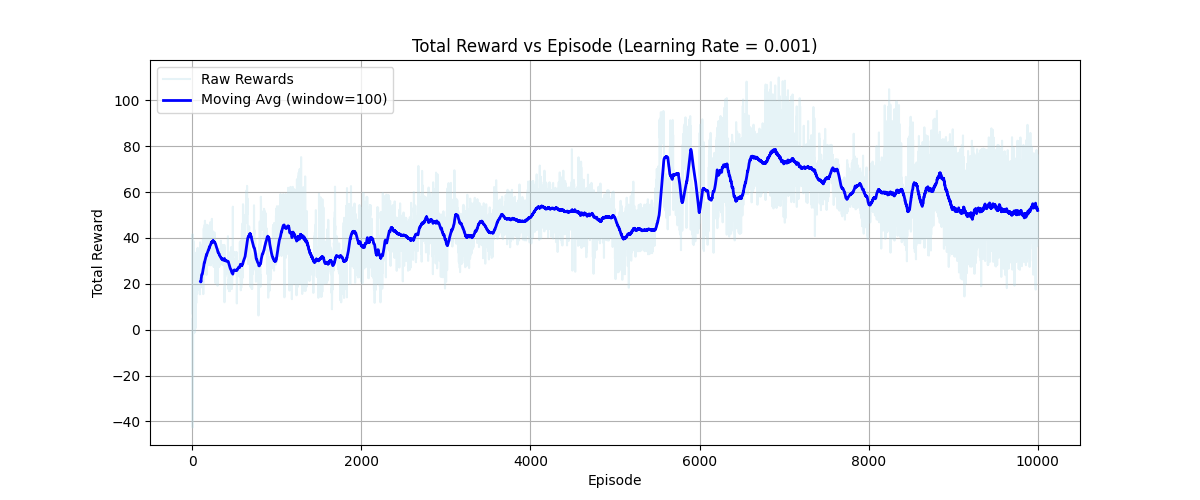 Total Reward vs Episode (Learning Rate = 0.001)
Raw Rewards
Moving Avg (window=100)
Total Reward
100
80
60
40
20
0
−20
−40
0
2000
4000
6000
8000
10000
Episode